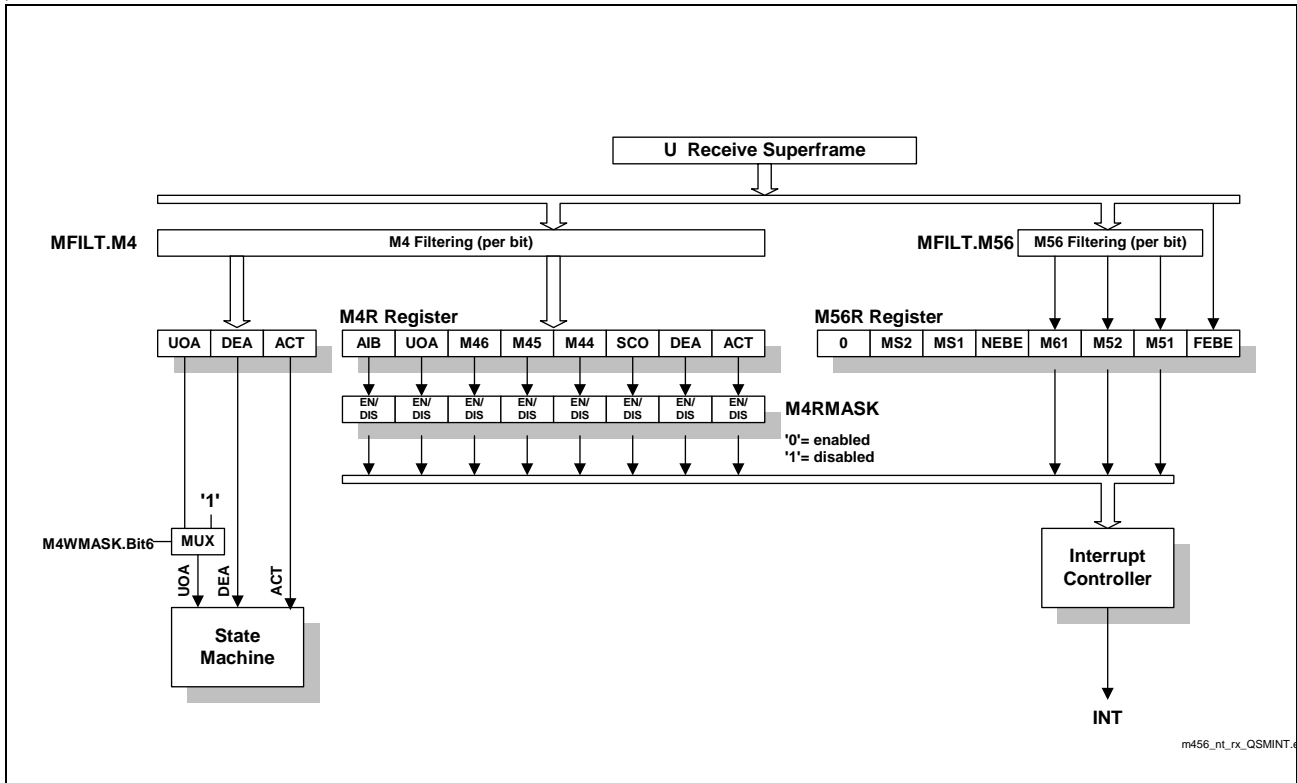 U Receive Superframe
MFILT.M4
M4 Filtering (per bit)
MFILT.M56
M56 Filtering (per bit)
M4R Register
M56R Register
UOA DEA ACT
AIB UOA M46 M45 M44 SCO DEA ACT
0 MS2 MS1 NEBE M61 M52 M51 FEBE
EN/ EN/ EN/ EN/ EN/ EN/ EN/ EN/
DIS DIS DIS DIS DIS DIS DIS DIS
M4RMASK
'0'= enabled
'1'= disabled
'1'
M4WMASK.Bit6
MUX
UOA
DEA
ACT
State
Machine
Interrupt
Controller
INT
m456_nt_rx_QSMINT.e